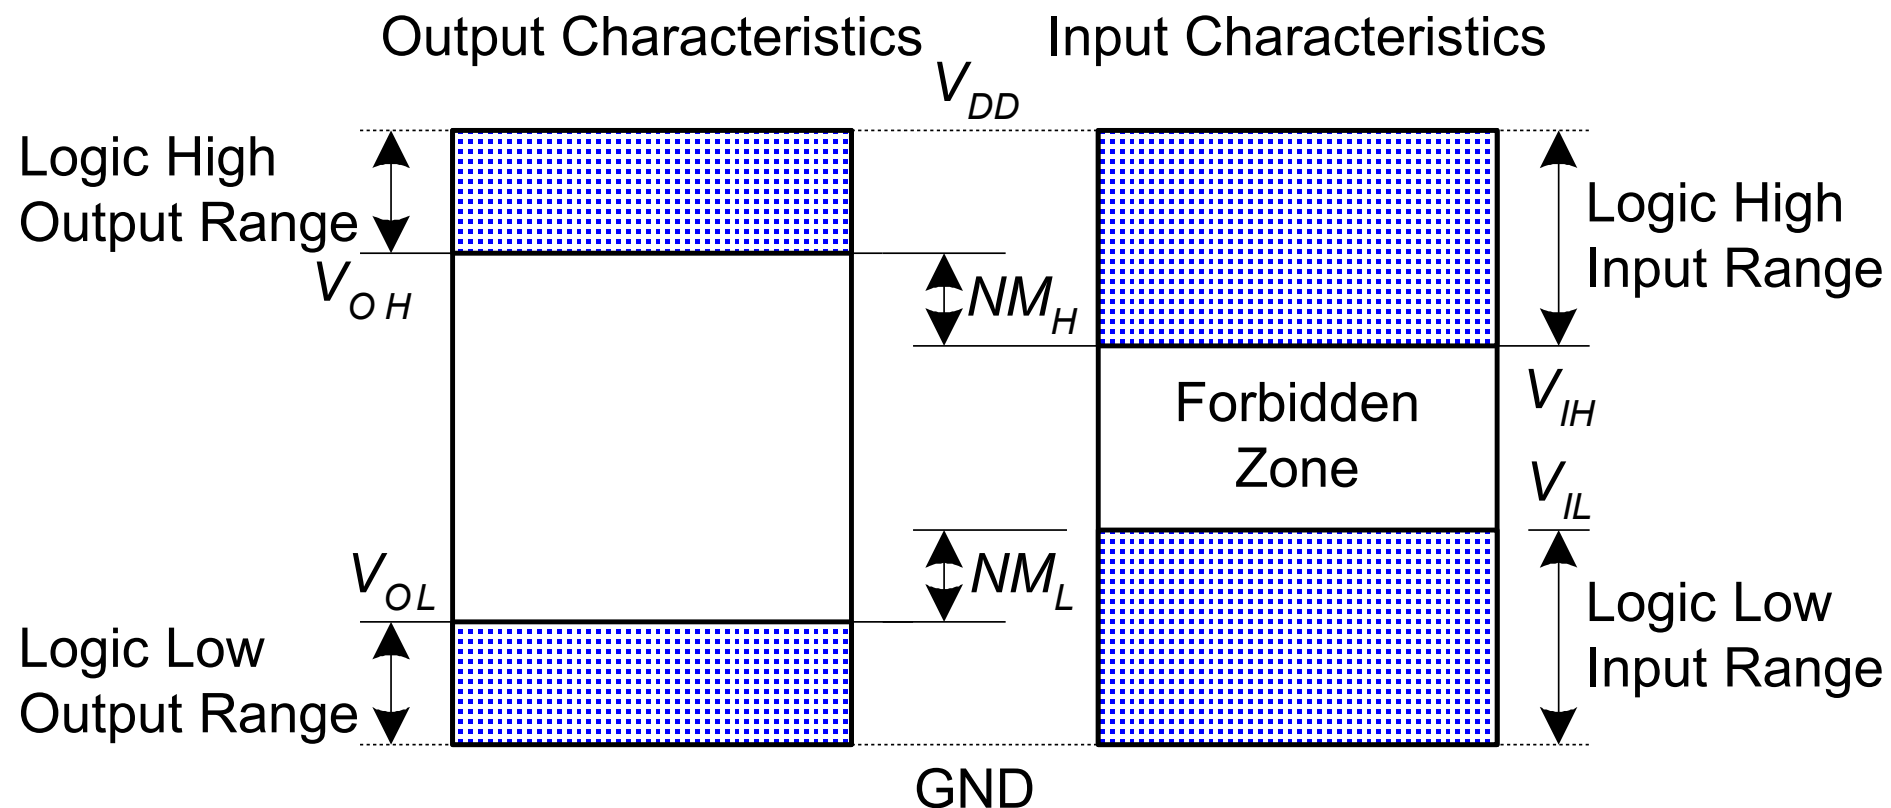 Output Characteristics
Input Characteristics
V_DD
Logic High
Output Range
Logic High
Input Range
V_OH
NM_H
Forbidden
Zone
V_IH
V_IL
V_OL
NM_L
Logic Low
Output Range
Logic Low
Input Range
GND